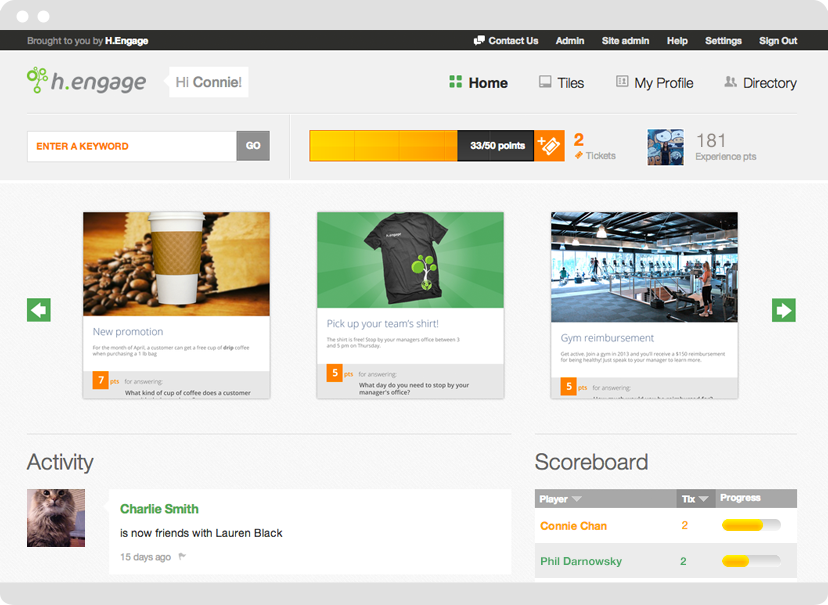 Brought to you by H.Engage
Contact Us Admin Site admin Help Settings Sign Out
h.engage
Hi Connie!
Home Tiles My Profile Directory
ENTER A KEYWORD GO
33/50 points
2
Tickets
181
Experience pts
New promotion
For the month of April, a customer can get a free cup of drip coffee
when purchasing a 1 lb bag
7 pts for answering:
What kind of cup of coffee does a customer
h.engage
Pick up your team's shirt!
The shirt is free! Stop by your managers office between 3
and 5 pm on Thursday.
5 pts for answering:
What day do you need to stop by your
manager's office?
Gym reimbursement
Get active. Join a gym in 2013 and you'll receive a $150 reimbursement
for being healthy! Just speak to your manager to learn more.
5 pts for answering:
Activity
Charlie Smith
is now friends with Lauren Black
15 days ago
Scoreboard
Player Tix Progress
Connie Chan 2
Phil Darnowsky 2